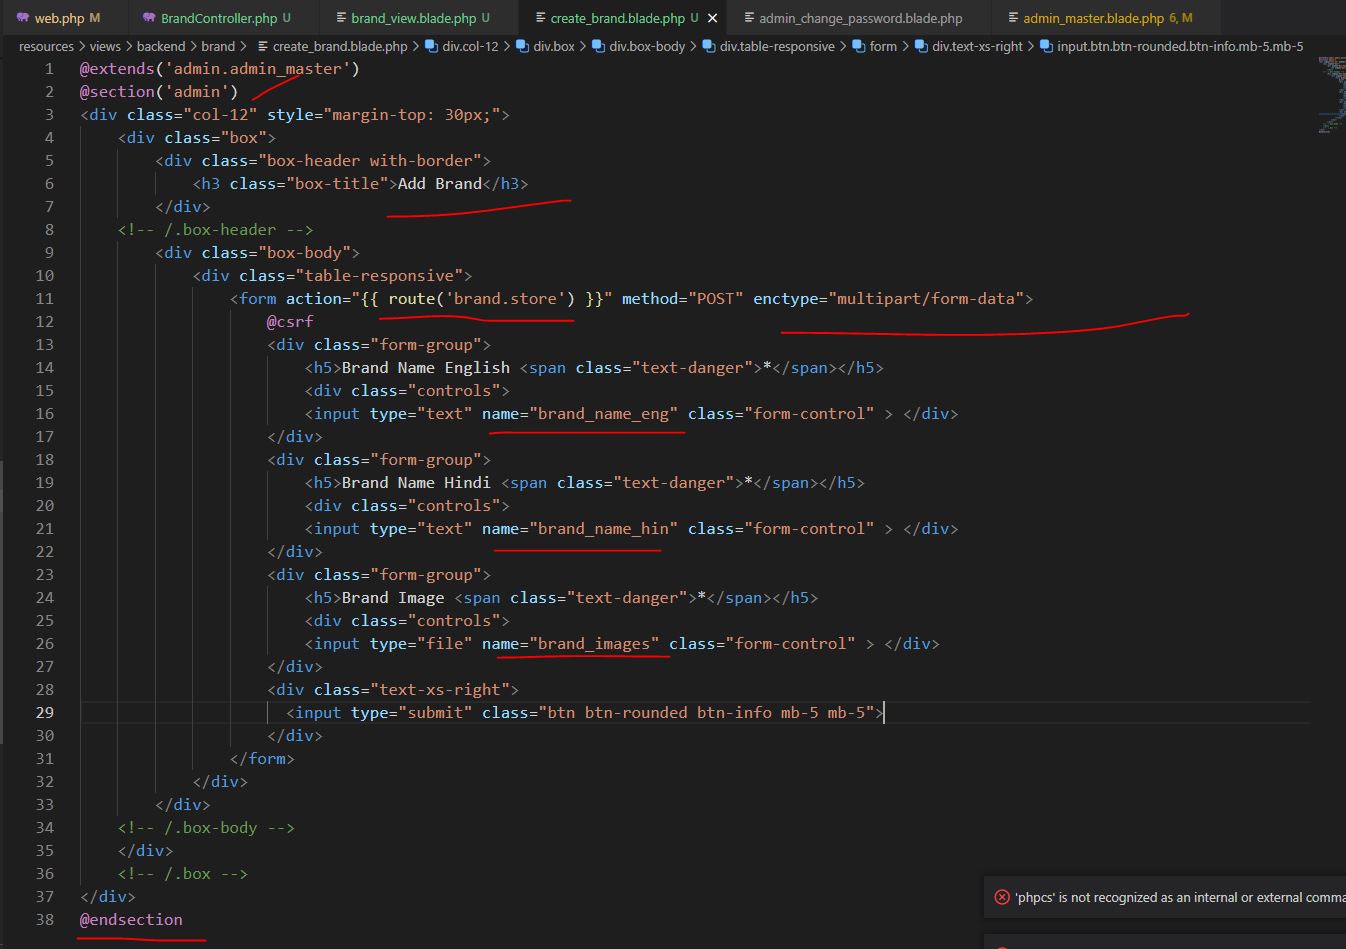 web.php M BrandController.php U brand_view.blade.php U create_brand.blade.php U admin_change_password.blade.php admin_master.blade.php 6, M
resources > views > backend > brand > create_brand.blade.php > div.col-12 > div.box > div.box-body > div.table-responsive > form > div.text-xs-right > input.btn.btn-rounded.btn-info.mb-5.mb-5
1 @extends('admin.admin_master')
2 @section('admin')
3 <div class="col-12" style="margin-top: 30px;">
4 <div class="box">
5 <div class="box-header with-border">
6 <h3 class="box-title">Add Brand</h3>
7 </div>
8 <!-- /.box-header -->
9 <div class="box-body">
10 <div class="table-responsive">
11 <form action="{{ route('brand.store') }}" method="POST" enctype="multipart/form-data">
12 @csrf
13 <div class="form-group">
14 <h5>Brand Name English <span class="text-danger">*</span></h5>
15 <div class="controls">
16 <input type="text" name="brand_name_eng" class="form-control" > </div>
17 </div>
18 <div class="form-group">
19 <h5>Brand Name Hindi <span class="text-danger">*</span></h5>
20 <div class="controls">
21 <input type="text" name="brand_name_hin" class="form-control" > </div>
22 </div>
23 <div class="form-group">
24 <h5>Brand Image <span class="text-danger">*</span></h5>
25 <div class="controls">
26 <input type="file" name="brand_images" class="form-control" > </div>
27 </div>
28 <div class="text-xs-right">
29 <input type="submit" class="btn btn-rounded btn-info mb-5 mb-5">
30 </div>
31 </form>
32 </div>
33 </div>
34 <!-- /.box-body -->
35 </div>
36 <!-- /.box -->
37 </div>
38 @endsection
'phpcs' is not recognized as an internal or external comma